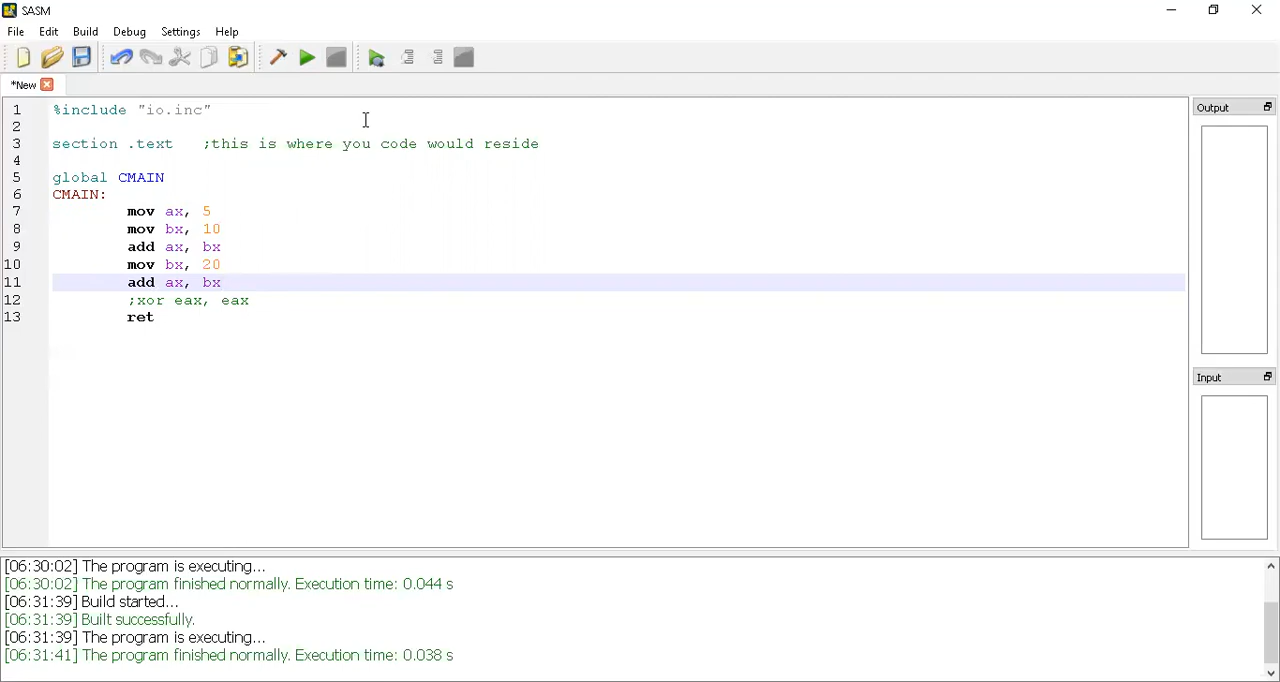 SASM
File Edit Build Debug Settings Help
*New
1 %include "io.inc"
2
3 section .text ;this is where you code would reside
4
5 global CMAIN
6 CMAIN:
7 mov ax, 5
8 mov bx, 10
9 add ax, bx
10 mov bx, 20
11 add ax, bx
12 ;xor eax, eax
13 ret
Output
Input
[06:30:02] The program is executing...
[06:30:02] The program finished normally. Execution time: 0.044 s
[06:31:39] Build started...
[06:31:39] Built successfully.
[06:31:39] The program is executing...
[06:31:41] The program finished normally. Execution time: 0.038 s